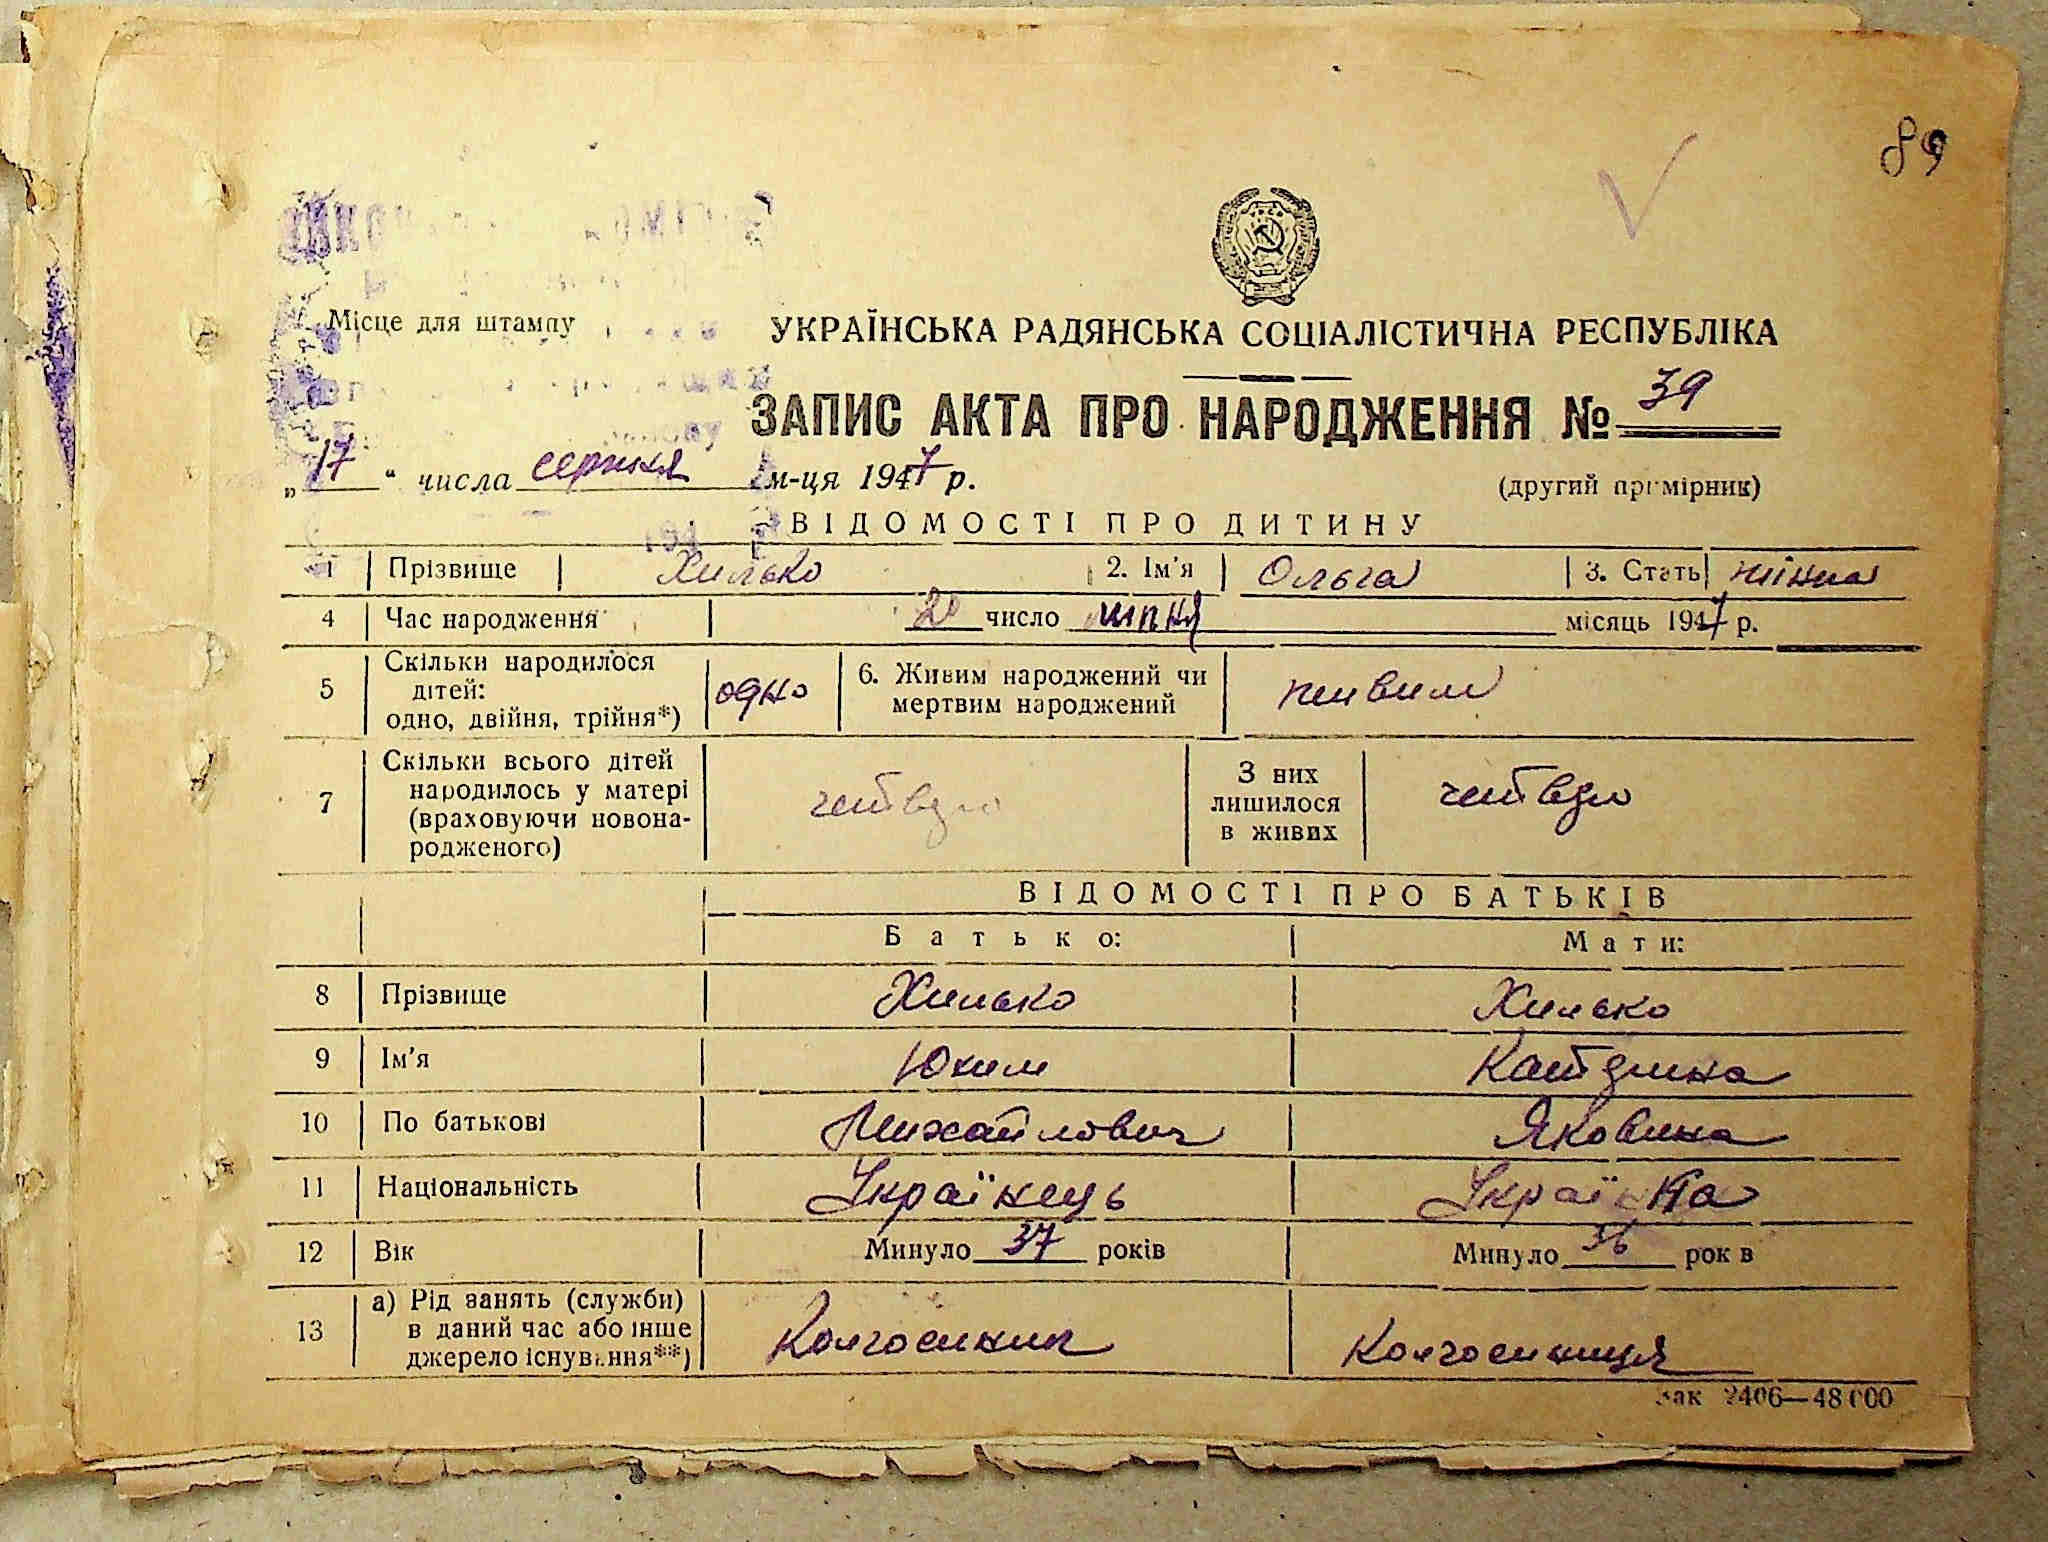 89
Місце для штампу
УКРАЇНСЬКА РАДЯНСЬКА СОЦІАЛІСТИЧНА РЕСПУБЛІКА
ЗАПИС АКТА ПРО НАРОДЖЕННЯ № 39
„17“ числа серпня м-ця 1947 р.
(другий примірник)
ВІДОМОСТІ ПРО ДИТИНУ
1 Прізвище Хилько 2. Ім'я Ольга 3. Стать жіноча
4 Час народження число липня місяць 1947 р.
5 Скільки народилося дітей: одно, двійня, трійня*) одно 6. Живим народжений чи мертвим народжений живим
7 Скільки всього дітей народилось у матері (враховуючи новонародженого) четверо З них лишилося в живих четверо
ВІДОМОСТІ ПРО БАТЬКІВ
Батько: Мати:
8 Прізвище Хилько Хилько
9 Ім'я Юхим Катерина
10 По батькові Михайлович Яковина
11 Національність Українець Українка
12 Вік Минуло 37 років Минуло 36 років
13 а) Рід занять (служби) в даний час або інше джерело існування**) Колгоспник Колгоспниця
Зак 2406—48000